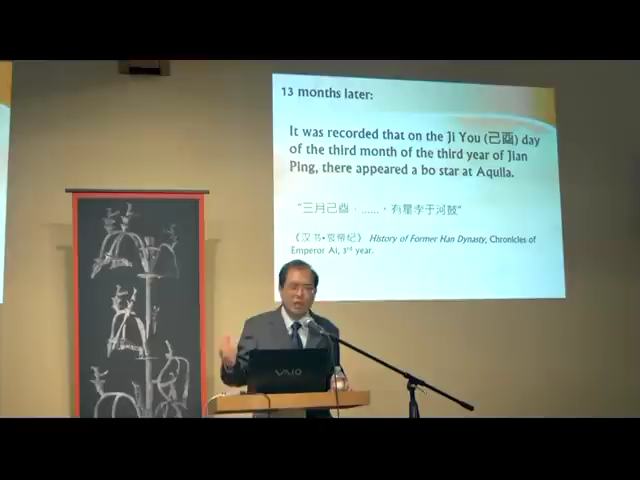 13 months later:
It was recorded that on the Ji You (己酉) day
of the third month of the third year of Jian
Ping, there appeared a bo star at Aquila.
“三月己酉，……，有星孛于河鼓”
《汉书•哀帝纪》 History of Former Han Dynasty, Chronicles of
Emperor Ai, 3rd year.
VAIO